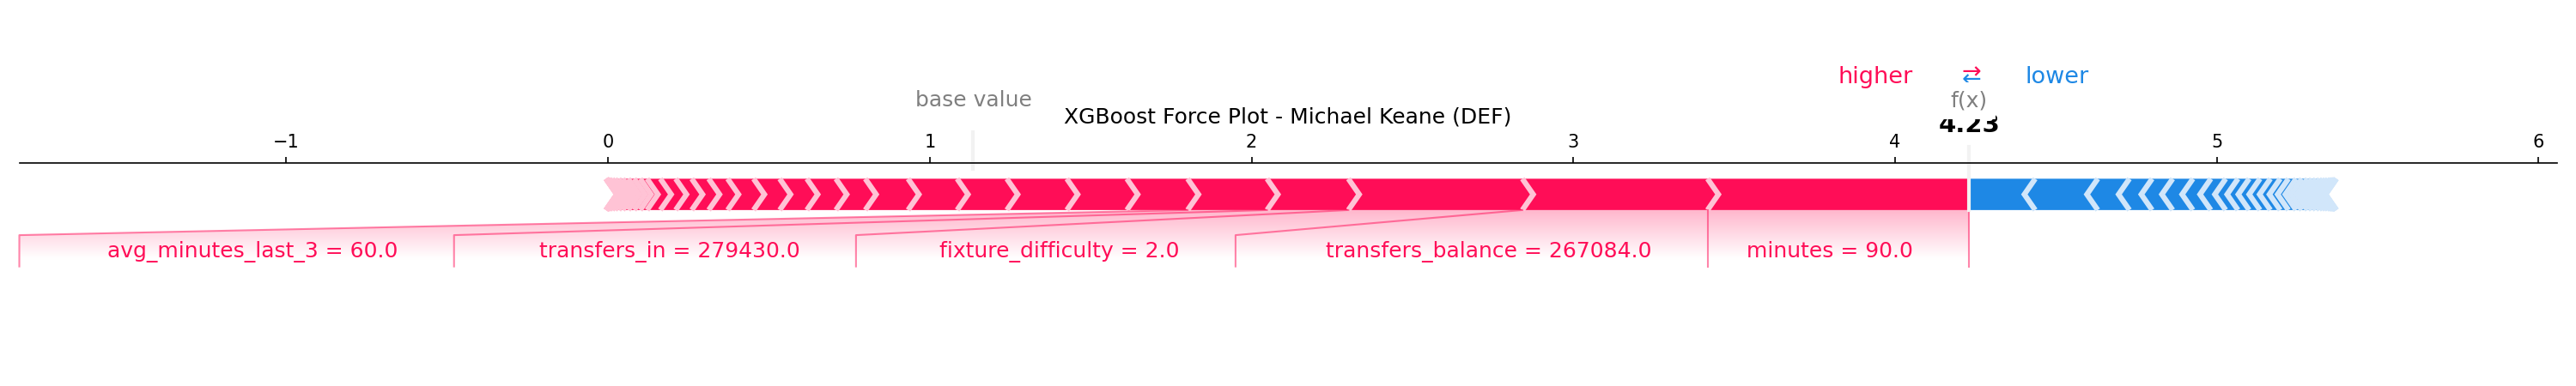 higher ⇄ lower
base value
f(x)
XGBoost Force Plot - Michael Keane (DEF)
4.23
−1 0 1 2 3 4 5 6
avg_minutes_last_3 = 60.0
transfers_in = 279430.0
fixture_difficulty = 2.0
transfers_balance = 267084.0
minutes = 90.0